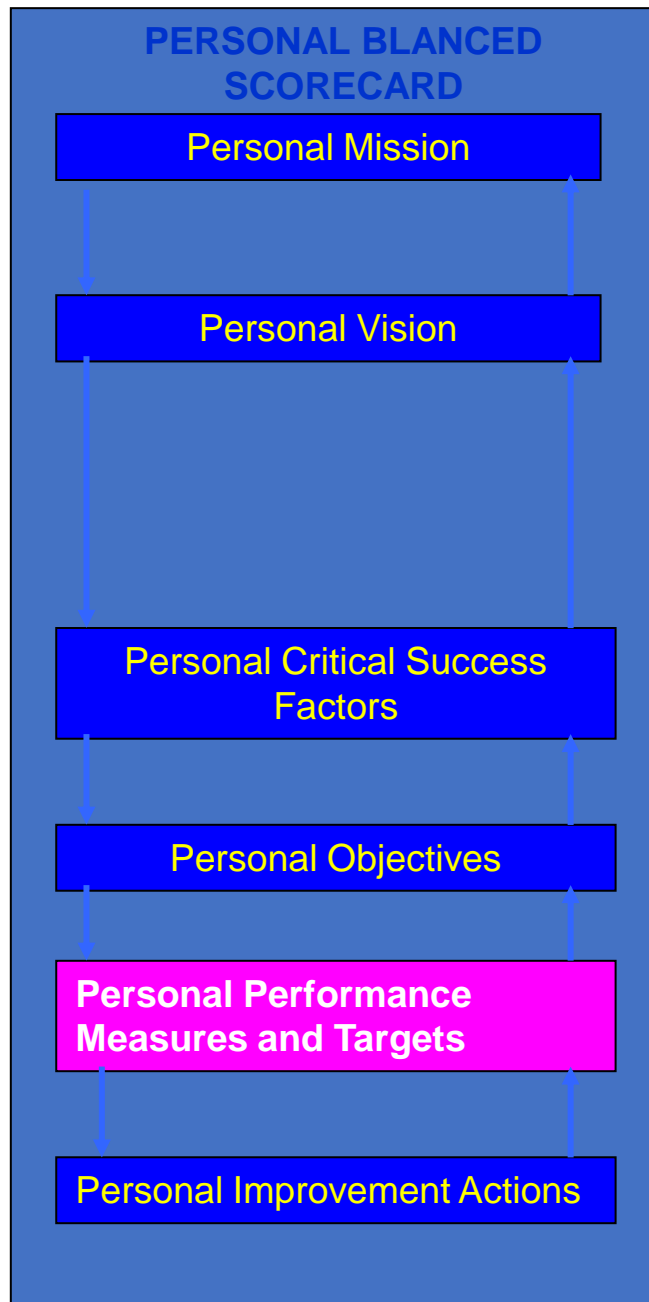 PERSONAL BLANCED
SCORECARD
Personal Mission
Personal Vision
Personal Critical Success
Factors
Personal Objectives
Personal Performance
Measures and Targets
Personal Improvement Actions